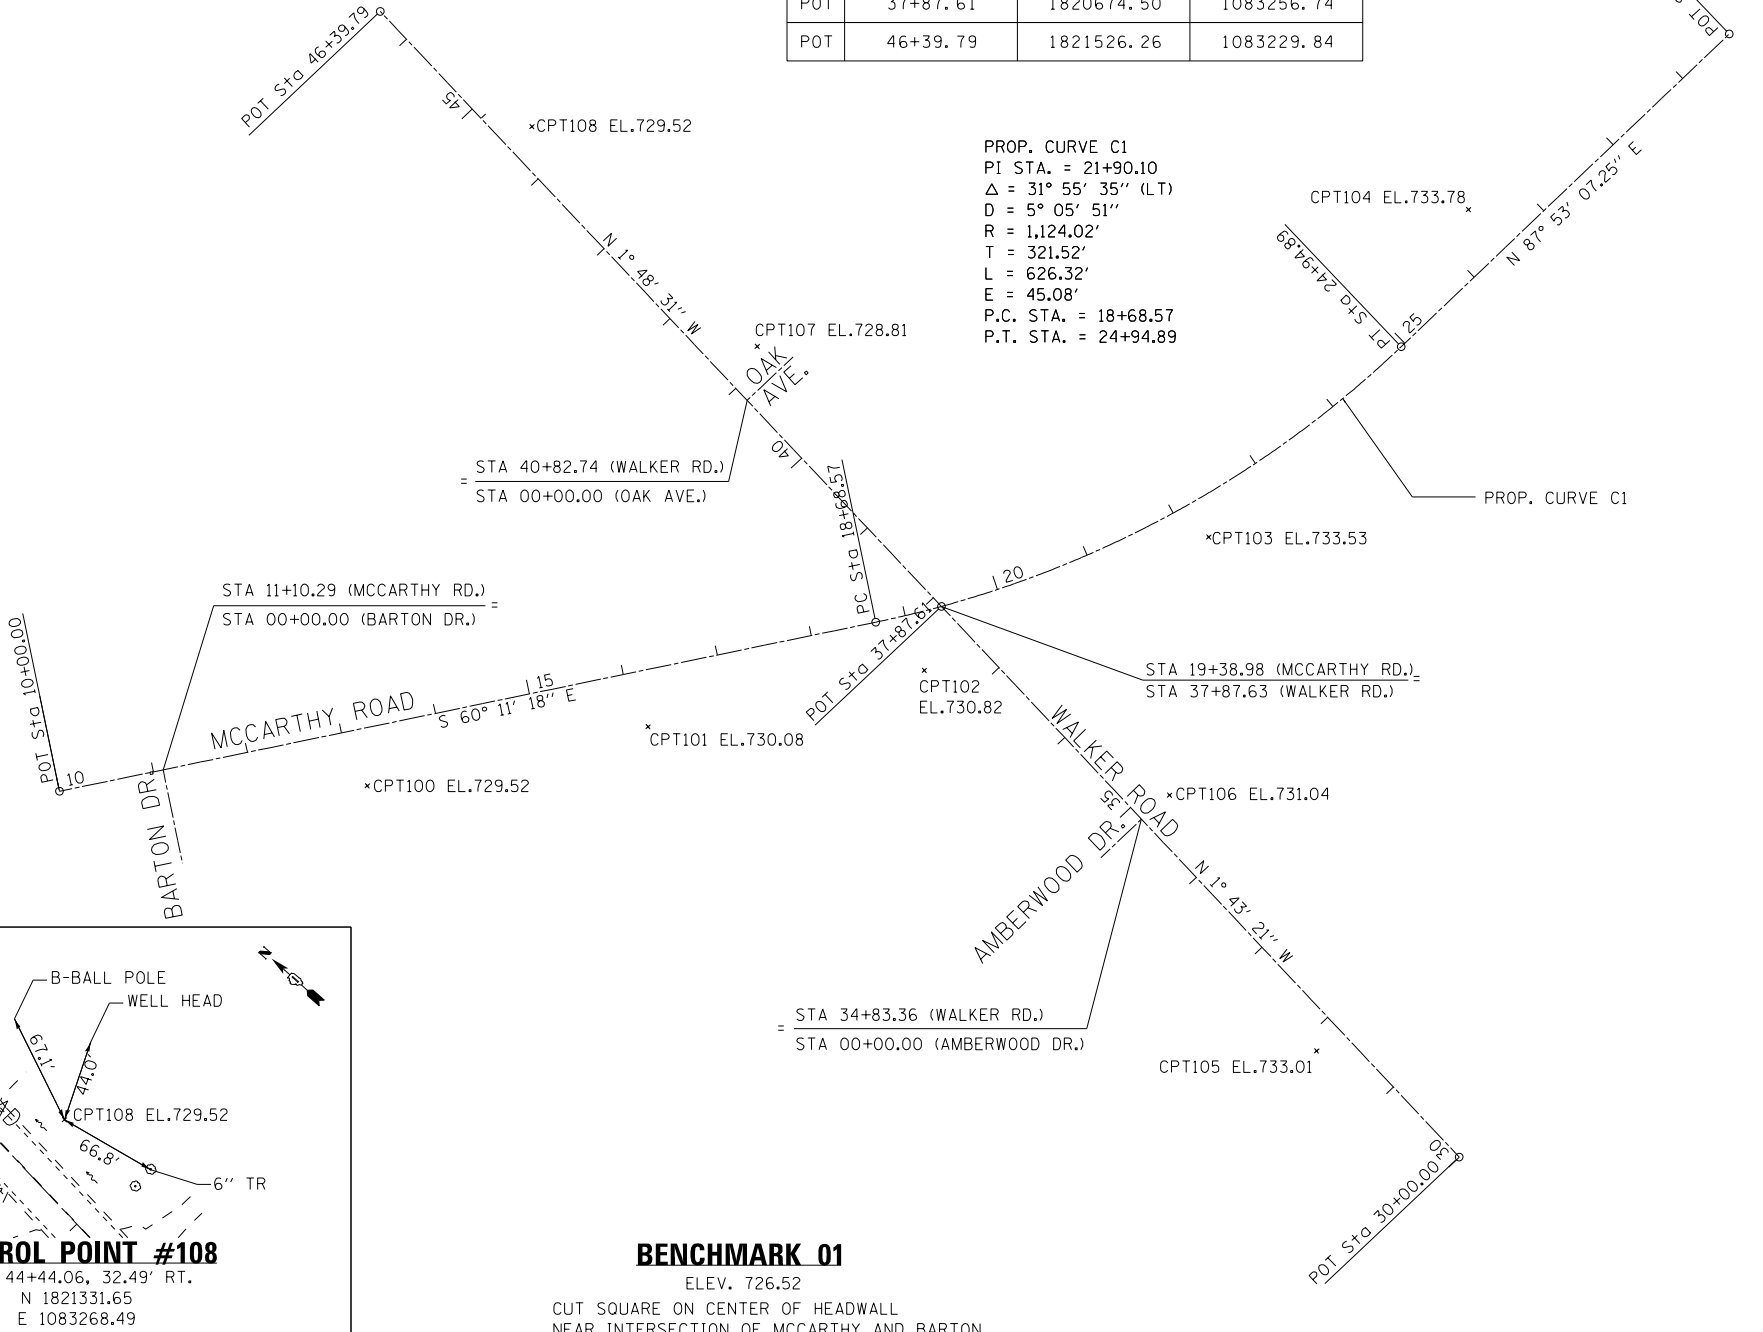 POT 37+87.61 1820674.50 1083256.74
POT 46+39.79 1821526.26 1083229.84
POT
POT Sta 46+39.79
45
CPT108 EL.729.52
PROP. CURVE C1
PI STA. = 21+90.10
Δ = 31° 55' 35'' (LT)
D = 5° 05' 51''
R = 1,124.02'
T = 321.52'
L = 626.32'
E = 45.08'
P.C. STA. = 18+68.57
P.T. STA. = 24+94.89
CPT104 EL.733.78
N 87° 53' 07.25'' E
PT Sta 24+94.89
25
N 1° 48' 31'' W
CPT107 EL.728.81
OAK
AVE.
40
STA 40+82.74 (WALKER RD.)
=
STA 00+00.00 (OAK AVE.)
PC Sta 18+68.57
PROP. CURVE C1
CPT103 EL.733.53
20
STA 11+10.29 (MCCARTHY RD.)
=
STA 00+00.00 (BARTON DR.)
POT Sta 10+00.00
10
MCCARTHY ROAD
15
S 60° 11' 18'' E
BARTON DR.
POT Sta 37+87.61
CPT102
EL.730.82
STA 19+38.98 (MCCARTHY RD.)
=
STA 37+87.63 (WALKER RD.)
CPT101 EL.730.08
CPT100 EL.729.52
WALKER ROAD
CPT106 EL.731.04
35
AMBERWOOD DR.
N 1° 43' 21'' W
STA 34+83.36 (WALKER RD.)
=
STA 00+00.00 (AMBERWOOD DR.)
CPT105 EL.733.01
30
POT Sta 30+00.00
N
B-BALL POLE
WELL HEAD
67.1'
44.0'
CPT108 EL.729.52
66.8'
6'' TR
AD
ROL POINT #108
44+44.06, 32.49' RT.
N 1821331.65
E 1083268.49
BENCHMARK 01
ELEV. 726.52
CUT SQUARE ON CENTER OF HEADWALL
NEAR INTERSECTION OF MCCARTHY AND BARTON